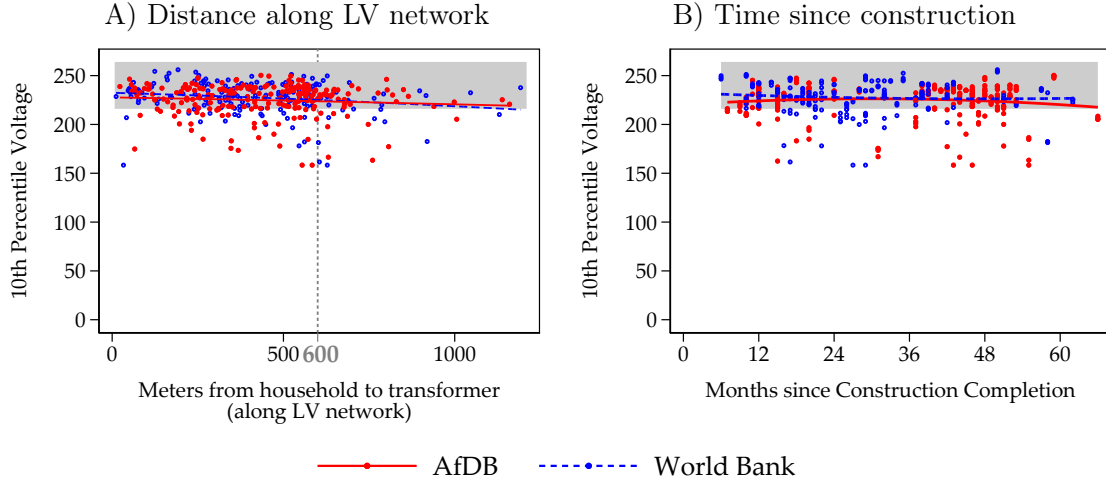 A) Distance along LV network
10th Percentile Voltage
250
200
150
100
50
0
0
500
600
1000
Meters from household to transformer
(along LV network)
B) Time since construction
10th Percentile Voltage
250
200
150
100
50
0
0
12
24
36
48
60
Months since Construction Completion
AfDB
World Bank